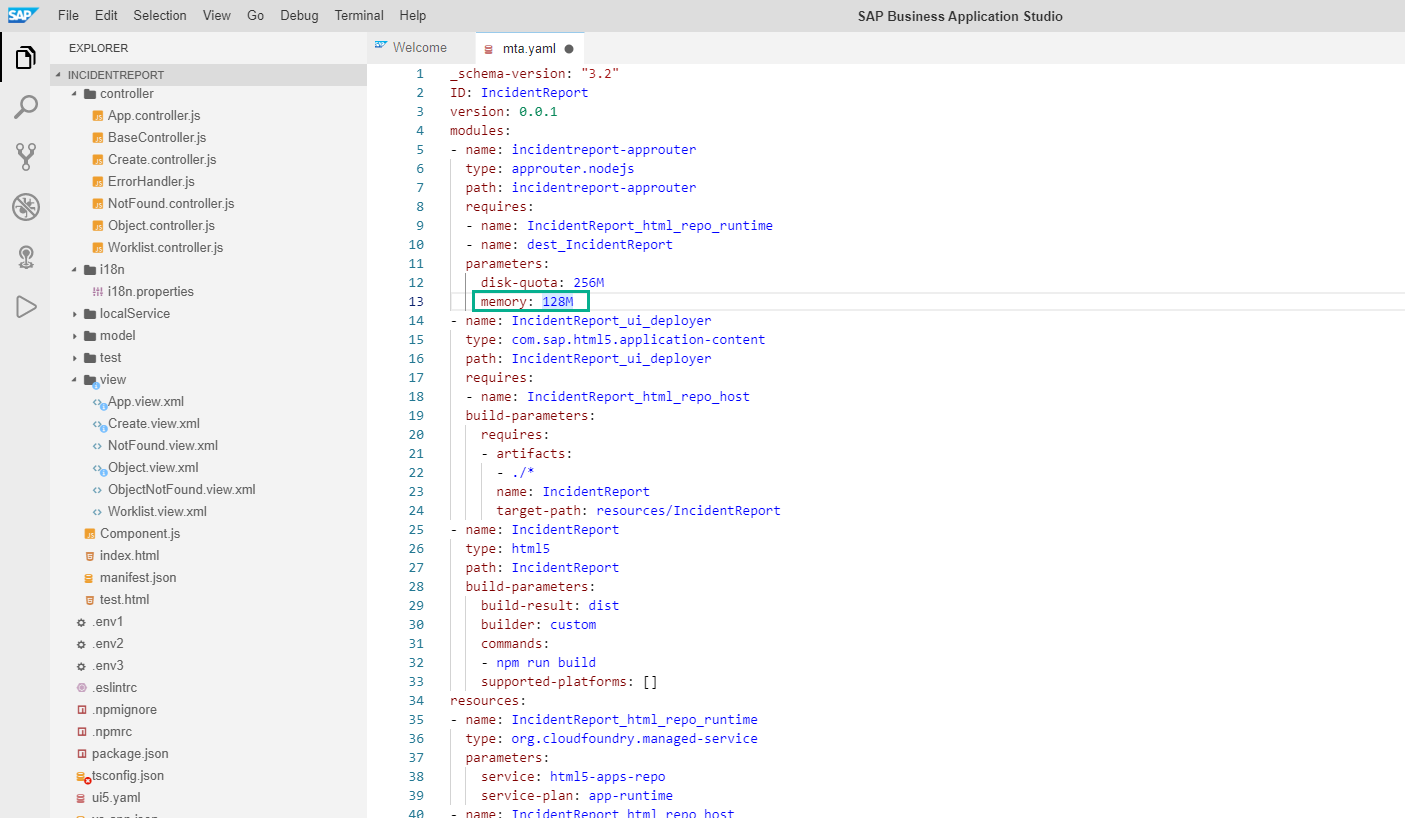 SAP File Edit Selection View Go Debug Terminal Help SAP Business Application Studio
EXPLORER
INCIDENTREPORT
controller
App.controller.js
BaseController.js
Create.controller.js
ErrorHandler.js
NotFound.controller.js
Object.controller.js
Worklist.controller.js
i18n
i18n.properties
localService
model
test
view
App.view.xml
Create.view.xml
NotFound.view.xml
Object.view.xml
ObjectNotFound.view.xml
Worklist.view.xml
Component.js
index.html
manifest.json
test.html
.env1
.env2
.env3
.eslintrc
.npmignore
.npmrc
package.json
tsconfig.json
ui5.yaml
Welcome mta.yaml
1 _schema-version: "3.2"
2 ID: IncidentReport
3 version: 0.0.1
4 modules:
5 - name: incidentreport-approuter
6 type: approuter.nodejs
7 path: incidentreport-approuter
8 requires:
9 - name: IncidentReport_html_repo_runtime
10 - name: dest_IncidentReport
11 parameters:
12 disk-quota: 256M
13 memory: 128M
14 - name: IncidentReport_ui_deployer
15 type: com.sap.html5.application-content
16 path: IncidentReport_ui_deployer
17 requires:
18 - name: IncidentReport_html_repo_host
19 build-parameters:
20 requires:
21 - artifacts:
22 - ./*
23 name: IncidentReport
24 target-path: resources/IncidentReport
25 - name: IncidentReport
26 type: html5
27 path: IncidentReport
28 build-parameters:
29 build-result: dist
30 builder: custom
31 commands:
32 - npm run build
33 supported-platforms: []
34 resources:
35 - name: IncidentReport_html_repo_runtime
36 type: org.cloudfoundry.managed-service
37 parameters:
38 service: html5-apps-repo
39 service-plan: app-runtime
40 - name: IncidentReport_html_repo_host